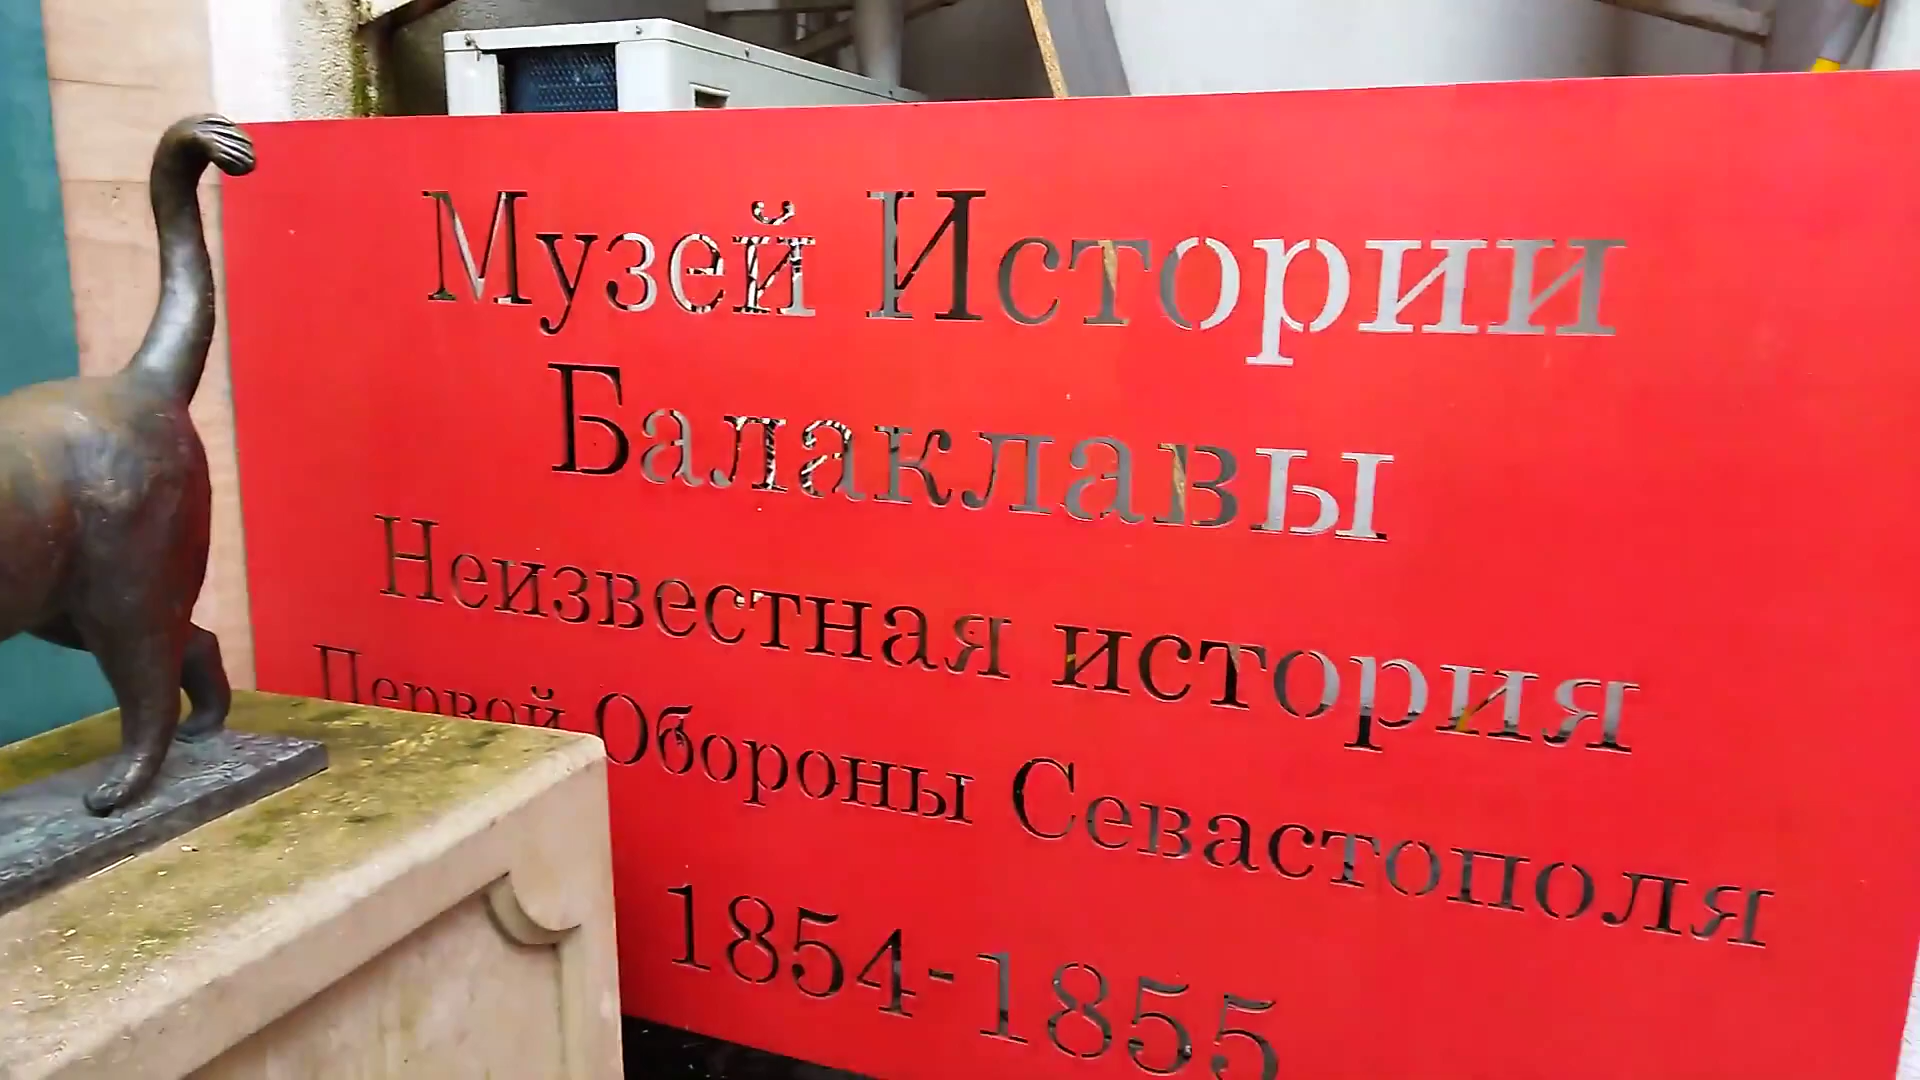 Музей Истории
Балаклавы
Неизвестная история
Первой Обороны Севастополя
1854-1855